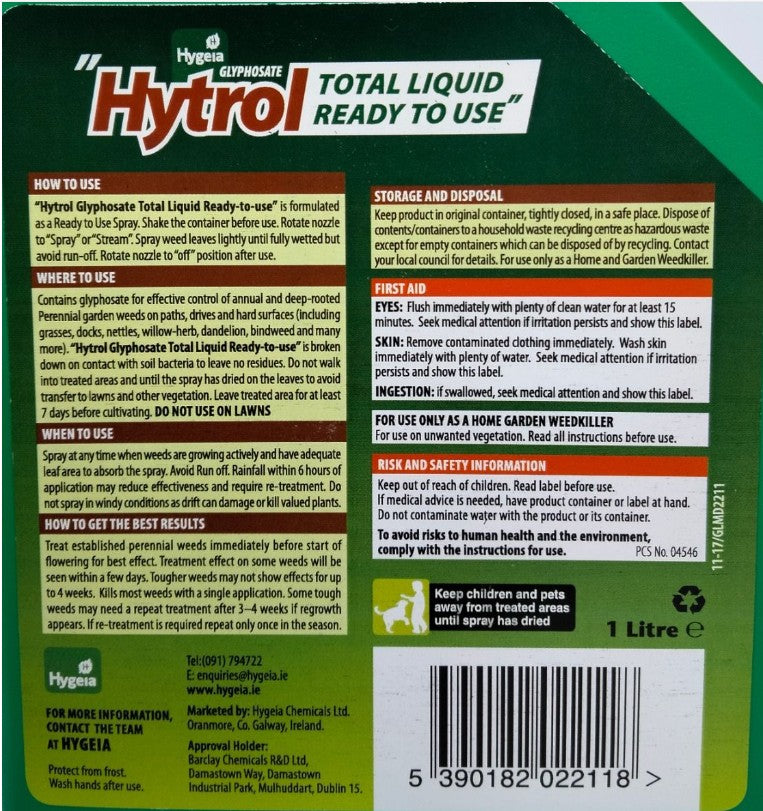 Hygeia
"Hytrol GLYPHOSATE
TOTAL LIQUID
READY TO USE"
HOW TO USE
"Hytrol Glyphosate Total Liquid Ready-to-use" is formulated
as a Ready to Use Spray. Shake the container before use. Rotate nozzle
to "Spray" or "Stream". Spray weed leaves lightly until fully wetted but
avoid run-off. Rotate nozzle to "off" position after use.
WHERE TO USE
Contains glyphosate for effective control of annual and deep-rooted
Perennial garden weeds on paths, drives and hard surfaces (including
grasses, docks, nettles, willow-herb, dandelion, bindweed and many
more). "Hytrol Glyphosate Total Liquid Ready-to-use" is broken
down on contact with soil bacteria to leave no residues. Do not walk
into treated areas and until the spray has dried on the leaves to avoid
transfer to lawns and other vegetation. Leave treated area for at least
7 days before cultivating. DO NOT USE ON LAWNS
WHEN TO USE
Spray at any time when weeds are growing actively and have adequate
leaf area to absorb the spray. Avoid Run off. Rainfall within 6 hours of
application may reduce effectiveness and require re-treatment. Do
not spray in windy conditions as drift can damage or kill valued plants.
HOW TO GET THE BEST RESULTS
Treat established perennial weeds immediately before start of
flowering for best effect. Treatment effect on some weeds will be
seen within a few days. Tougher weeds may not show effects for up
to 4 weeks. Kills most weeds with a single application. Some tough
weeds may need a repeat treatment after 3–4 weeks if regrowth
appears. If re-treatment is required repeat only once in the season.
Hygeia
FOR MORE INFORMATION,
CONTACT THE TEAM
AT HYGEIA
Protect from frost.
Wash hands after use.
Tel:(091) 794722
E: enquiries@hygeia.ie
www.hygeia.ie
Marketed by: Hygeia Chemicals Ltd.
Oranmore, Co. Galway, Ireland.
Approval Holder:
Barclay Chemicals R&D Ltd,
Damastown Way, Damastown
Industrial Park, Mulhuddart, Dublin 15.
STORAGE AND DISPOSAL
Keep product in original container, tightly closed, in a safe place. Dispose of
contents/containers to a household waste recycling centre as hazardous waste
except for empty containers which can be disposed of by recycling. Contact
your local council for details. For use only as a Home and Garden Weedkiller.
FIRST AID
EYES: Flush immediately with plenty of clean water for at least 15
minutes. Seek medical attention if irritation persists and show this label.
SKIN: Remove contaminated clothing immediately. Wash skin
immediately with plenty of water. Seek medical attention if irritation
persists and show this label.
INGESTION: if swallowed, seek medical attention and show this label.
FOR USE ONLY AS A HOME GARDEN WEEDKILLER
For use on unwanted vegetation. Read all instructions before use.
RISK AND SAFETY INFORMATION
Keep out of reach of children. Read label before use.
If medical advice is needed, have product container or label at hand.
Do not contaminate water with the product or its container.
To avoid risks to human health and the environment,
comply with the instructions for use. PCS No. 04546
11-17/GLMD2211
Keep children and pets
away from treated areas
until spray has dried
1 Litre e
5 390182 022118 >